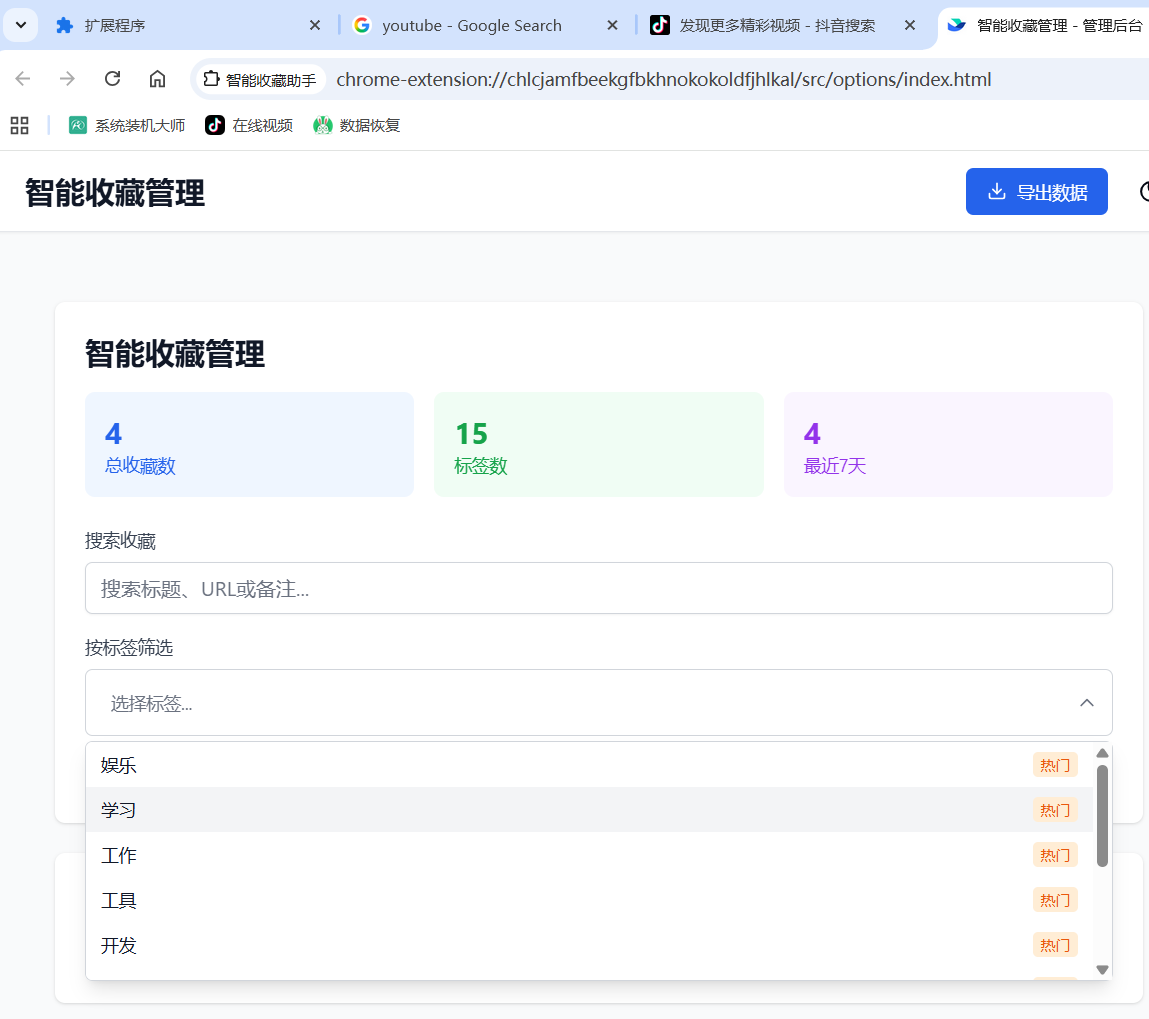 扩展程序
youtube - Google Search
发现更多精彩视频 - 抖音搜索
智能收藏管理 - 管理后台
智能收藏助手
chrome-extension://chlcjamfbeekgfbkhnokokoldfjhlkal/src/options/index.html
系统装机大师
在线视频
数据恢复
智能收藏管理
导出数据
智能收藏管理
4
总收藏数
15
标签数
4
最近7天
搜索收藏
搜索标题、URL或备注...
按标签筛选
选择标签...
娱乐 热门
学习 热门
工作 热门
工具 热门
开发 热门